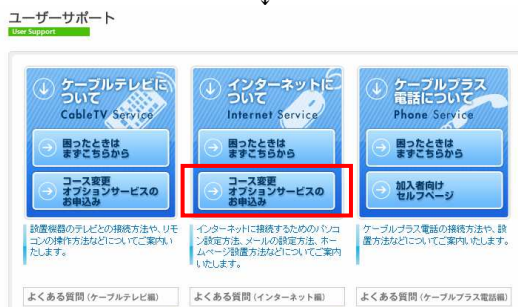 ユーザーサポート
User Support
ケーブルテレビに
ついて
CableTV Service
困ったときは
まずこちらから
コース変更
オプションサービスの
お申込み
設置機器のテレビとの接続方法や、リモ
コンの操作方法などについてご案内い
たします。
よくある質問(ケーブルテレビ編)
インターネットに
ついて
Internet Service
困ったときは
まずこちらから
コース変更
オプションサービスの
お申込み
インターネットに接続するためのパソコ
ン設定方法、メールの設定方法、ホー
ムページ設置方法などについてご案内
いたします。
よくある質問(インターネット編)
ケーブルプラス
電話について
Phone Service
困ったときは
まずこちらから
加入者向け
セルフページ
ケーブルプラス電話の接続方法や、設
置方法などについてご案内いたします。
よくある質問(ケーブルプラス電話編)